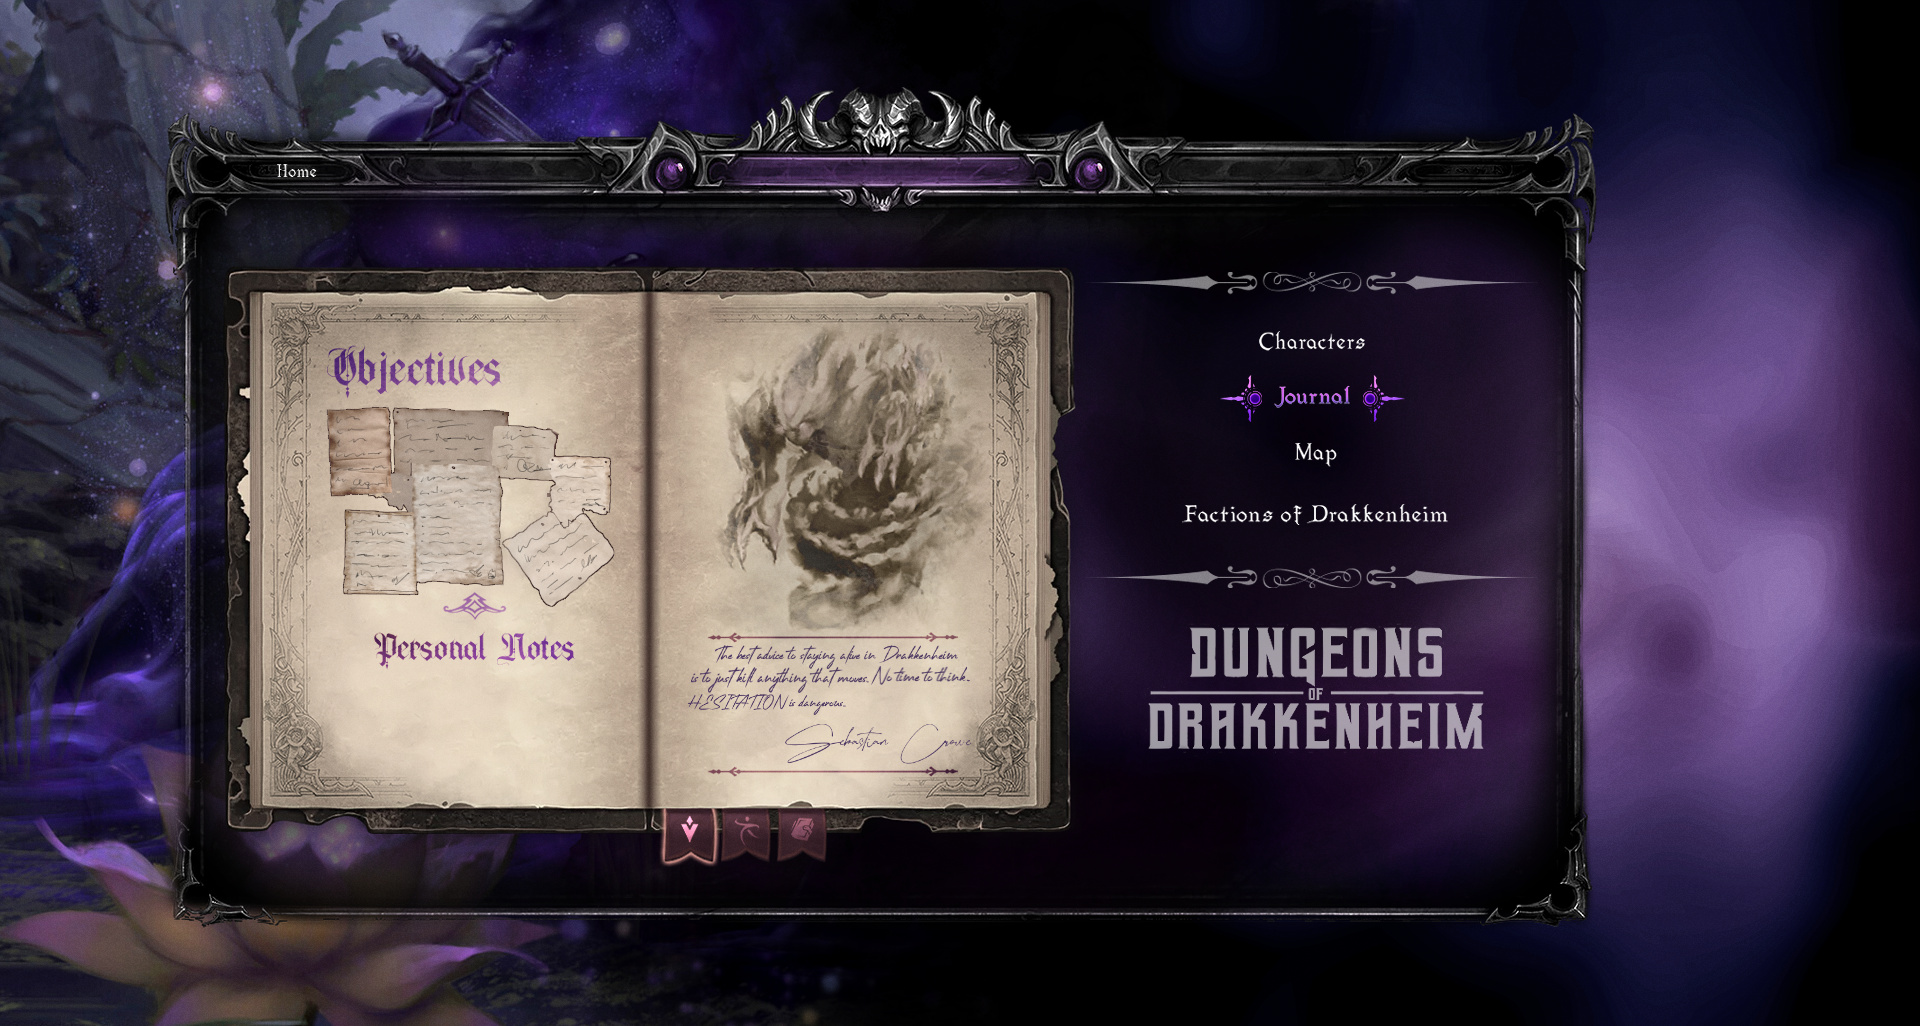 Home
Objectives
Personal Notes
The best advice to staying alive in Drakkenheim
is to just kill anything that moves. No time to think.
HESITATION is dangerous.
Sebastian Crowe
Characters
Journal
Map
Factions of Drakkenheim
DUNGEONS
OF
DRAKKENHEIM